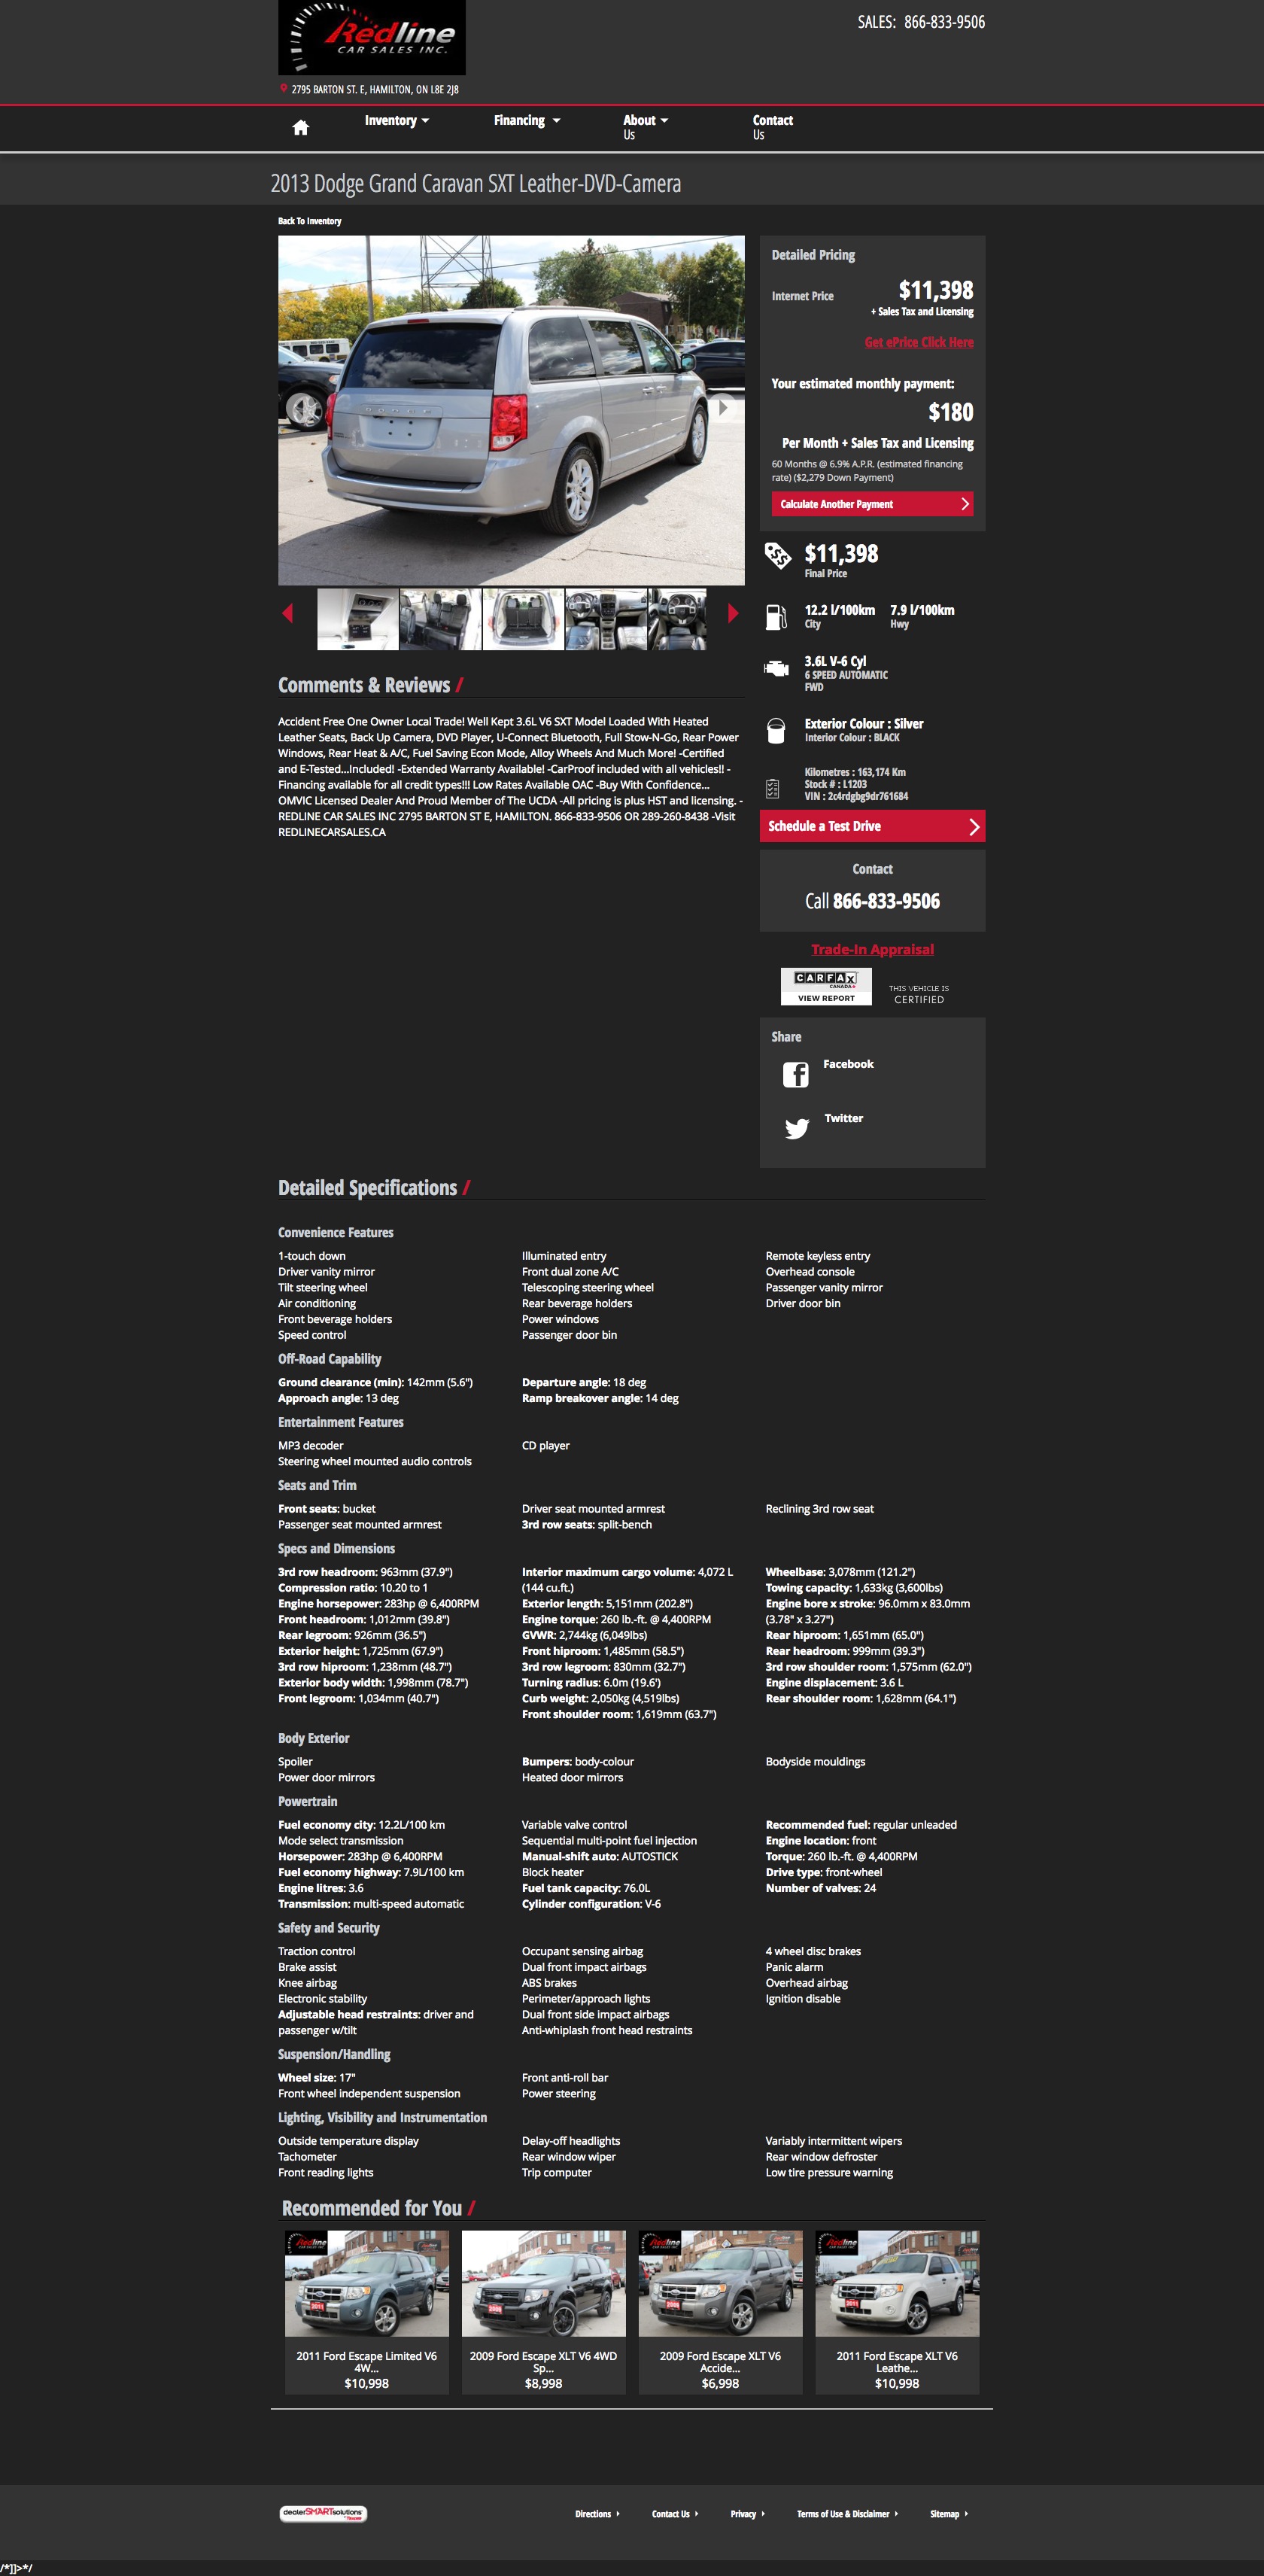 Redline
CAR SALES INC.
SALES: 866-833-9506
2795 BARTON ST. E, HAMILTON, ON L8E 2J8
Inventory
Financing
About
Us
Contact
Us
2013 Dodge Grand Caravan SXT Leather-DVD-Camera
Back To Inventory
DODGE
Detailed Pricing
Internet Price
$11,398
+ Sales Tax and Licensing
Get ePrice Click Here
Your estimated monthly payment:
$180
Per Month + Sales Tax and Licensing
60 Months @ 6.9% A.P.R. (estimated financing
rate) ($2,279 Down Payment)
Calculate Another Payment
$$
$11,398
Final Price
12.2 l/100km 7.9 l/100km
City Hwy
3.6L V-6 Cyl
6 SPEED AUTOMATIC
FWD
Exterior Colour : Silver
Interior Colour : BLACK
Kilometres : 163,174 Km
Stock # : L1203
VIN : 2c4rdgbg9dr761684
Schedule a Test Drive
Contact
Call 866-833-9506
Trade-In Appraisal
CARFAX
CANADA
VIEW REPORT
THIS VEHICLE IS
CERTIFIED
Share
Facebook
Twitter
Comments & Reviews /
Accident Free One Owner Local Trade! Well Kept 3.6L V6 SXT Model Loaded With Heated
Leather Seats, Back Up Camera, DVD Player, U-Connect Bluetooth, Full Stow-N-Go, Rear Power
Windows, Rear Heat & A/C, Fuel Saving Econ Mode, Alloy Wheels And Much More! -Certified
and E-Tested...Included! -Extended Warranty Available! -CarProof included with all vehicles!! -
Financing available for all credit types!!! Low Rates Available OAC -Buy With Confidence...
OMVIC Licensed Dealer And Proud Member of The UCDA -All pricing is plus HST and licensing. -
REDLINE CAR SALES INC 2795 BARTON ST E, HAMILTON. 866-833-9506 OR 289-260-8438 -Visit
REDLINECARSALES.CA
Detailed Specifications /
Convenience Features
1-touch down
Driver vanity mirror
Tilt steering wheel
Air conditioning
Front beverage holders
Speed control
Illuminated entry
Front dual zone A/C
Telescoping steering wheel
Rear beverage holders
Power windows
Passenger door bin
Remote keyless entry
Overhead console
Passenger vanity mirror
Driver door bin
Off-Road Capability
Ground clearance (min): 142mm (5.6")
Approach angle: 13 deg
Departure angle: 18 deg
Ramp breakover angle: 14 deg
Entertainment Features
MP3 decoder
Steering wheel mounted audio controls
CD player
Seats and Trim
Front seats: bucket
Passenger seat mounted armrest
Driver seat mounted armrest
3rd row seats: split-bench
Reclining 3rd row seat
Specs and Dimensions
3rd row headroom: 963mm (37.9")
Compression ratio: 10.20 to 1
Engine horsepower: 283hp @ 6,400RPM
Front headroom: 1,012mm (39.8")
Rear legroom: 926mm (36.5")
Exterior height: 1,725mm (67.9")
3rd row hiproom: 1,238mm (48.7")
Exterior body width: 1,998mm (78.7")
Front legroom: 1,034mm (40.7")
Interior maximum cargo volume: 4,072 L
(144 cu.ft.)
Exterior length: 5,151mm (202.8")
Engine torque: 260 lb.-ft. @ 4,400RPM
GVWR: 2,744kg (6,049lbs)
Front hiproom: 1,485mm (58.5")
3rd row legroom: 830mm (32.7")
Turning radius: 6.0m (19.6')
Curb weight: 2,050kg (4,519lbs)
Front shoulder room: 1,619mm (63.7")
Wheelbase: 3,078mm (121.2")
Towing capacity: 1,633kg (3,600lbs)
Engine bore x stroke: 96.0mm x 83.0mm
(3.78" x 3.27")
Rear hiproom: 1,651mm (65.0")
Rear headroom: 999mm (39.3")
3rd row shoulder room: 1,575mm (62.0")
Engine displacement: 3.6 L
Rear shoulder room: 1,628mm (64.1")
Body Exterior
Spoiler
Power door mirrors
Bumpers: body-colour
Heated door mirrors
Bodyside mouldings
Powertrain
Fuel economy city: 12.2L/100 km
Mode select transmission
Horsepower: 283hp @ 6,400RPM
Fuel economy highway: 7.9L/100 km
Engine litres: 3.6
Transmission: multi-speed automatic
Variable valve control
Sequential multi-point fuel injection
Manual-shift auto: AUTOSTICK
Block heater
Fuel tank capacity: 76.0L
Cylinder configuration: V-6
Recommended fuel: regular unleaded
Engine location: front
Torque: 260 lb.-ft. @ 4,400RPM
Drive type: front-wheel
Number of valves: 24
Safety and Security
Traction control
Brake assist
Knee airbag
Electronic stability
Adjustable head restraints: driver and
passenger w/tilt
Occupant sensing airbag
Dual front impact airbags
ABS brakes
Perimeter/approach lights
Dual front side impact airbags
Anti-whiplash front head restraints
4 wheel disc brakes
Panic alarm
Overhead airbag
Ignition disable
Suspension/Handling
Wheel size: 17"
Front wheel independent suspension
Front anti-roll bar
Power steering
Lighting, Visibility and Instrumentation
Outside temperature display
Tachometer
Front reading lights
Delay-off headlights
Rear window wiper
Trip computer
Variably intermittent wipers
Rear window defroster
Low tire pressure warning
Recommended for You /
Redline
2011
2009
Redline
2009
Redline
2011
2011 Ford Escape Limited V6
4W...
$10,998
2009 Ford Escape XLT V6 4WD
Sp...
$8,998
2009 Ford Escape XLT V6
Accide...
$6,998
2011 Ford Escape XLT V6
Leathe...
$10,998
dealerSMARTsolutions
Directions
Contact Us
Privacy
Terms of Use & Disclaimer
Sitemap
/*]]>*/